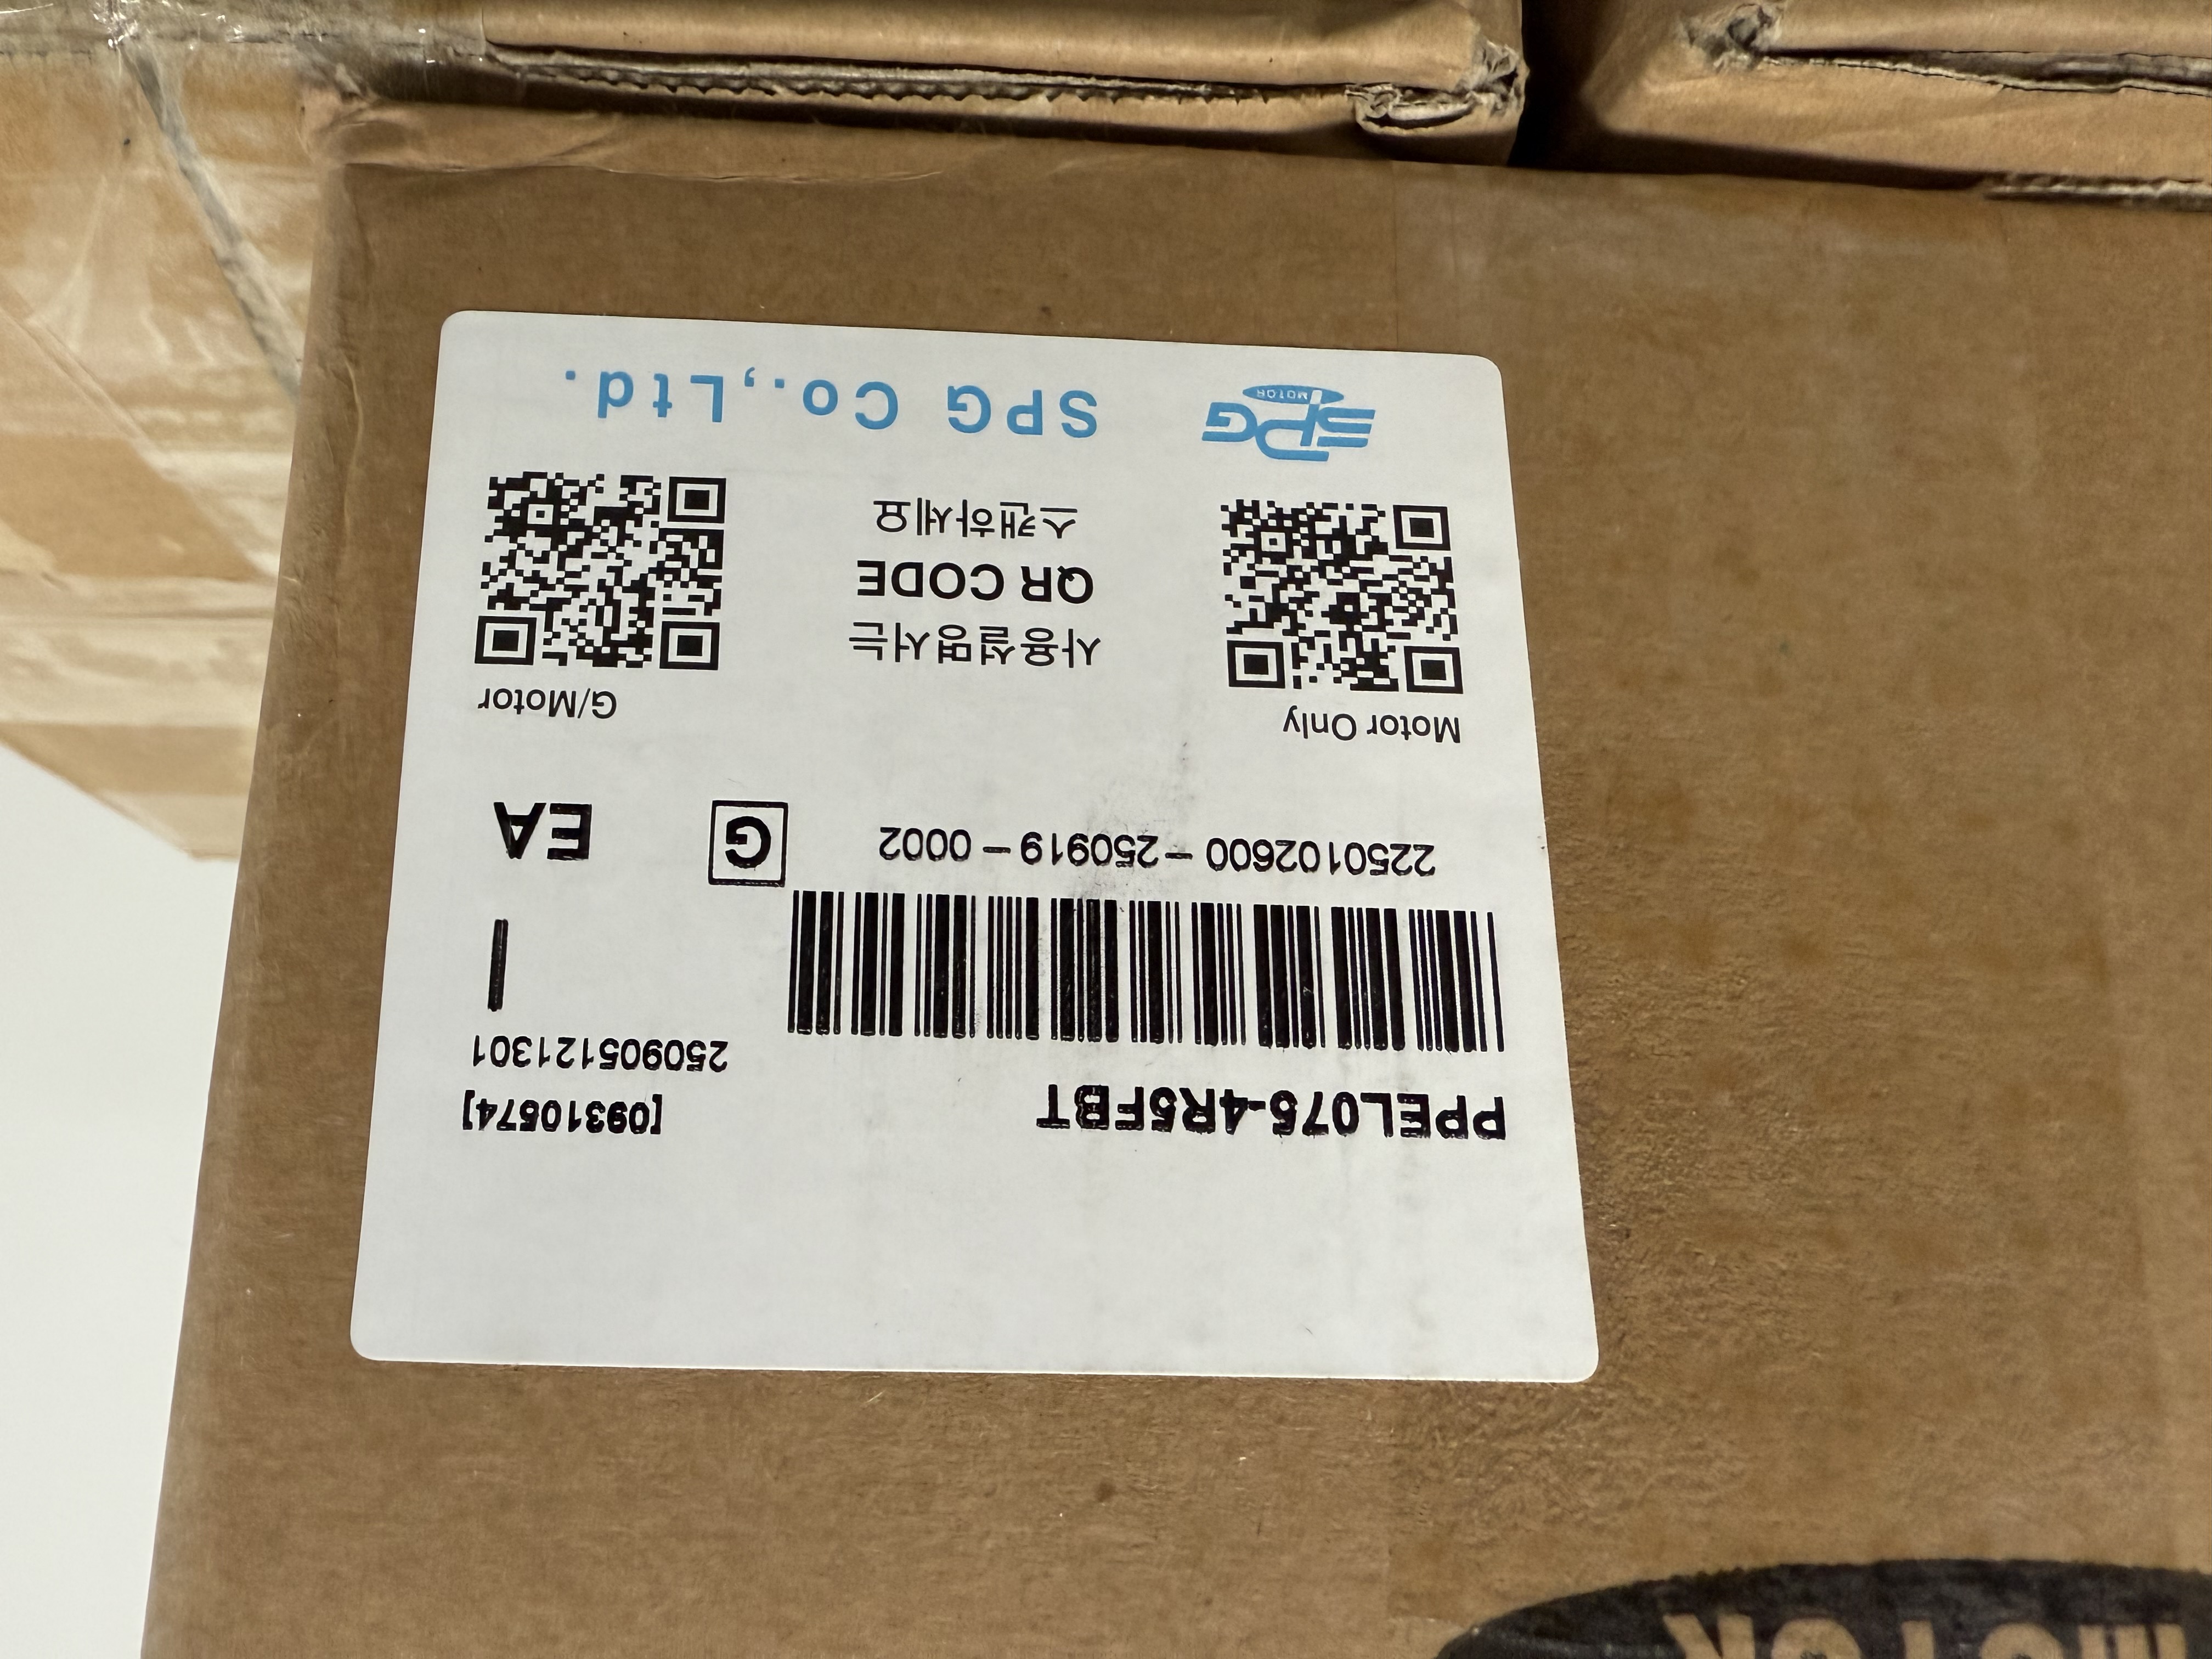 PPEL075-4R5FBT
[09310574]
250905121301
1
2250102600 - 250919 - 0002
G
EA
Motor Only
G/Motor
사용설명서는
QR CODE
스캔하세요
SPG
MOTOR
SPG Co.,Ltd.
MOTOR